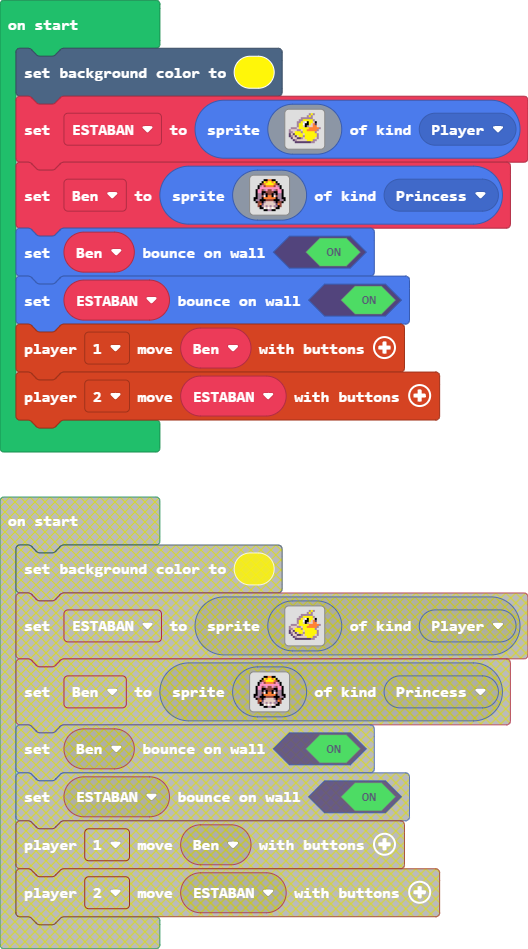 on start
set background color to
set ESTABAN to sprite of kind Player
set Ben to sprite of kind Princess
set Ben bounce on wall ON
set ESTABAN bounce on wall ON
player 1 move Ben with buttons
player 2 move ESTABAN with buttons
on start
set background color to
set ESTABAN to sprite of kind Player
set Ben to sprite of kind Princess
set Ben bounce on wall ON
set ESTABAN bounce on wall ON
player 1 move Ben with buttons
player 2 move ESTABAN with buttons